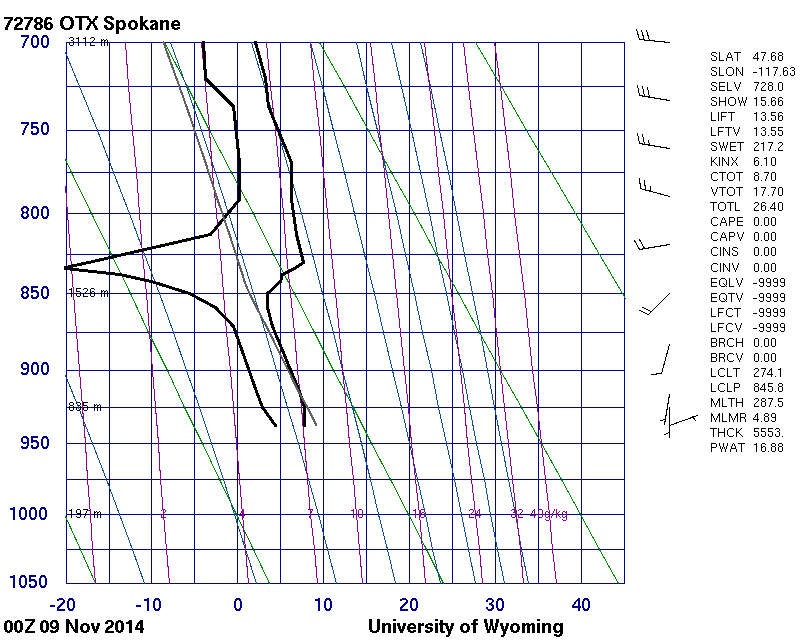 72786 OTX Spokane
700
3112 m
750
800
850
1526 m
900
835 m
950
1000
197 m
2 4 7 10 16 24 32 40g/kg
1050
-20 -10 0 10 20 30 40
00Z 09 Nov 2014 University of Wyoming
SLAT 47.68
SLON -117.63
SELV 728.0
SHOW 15.66
LIFT 13.56
LFTV 13.55
SWET 217.2
KINX 6.10
CTOT 8.70
VTOT 17.70
TOTL 26.40
CAPE 0.00
CAPV 0.00
CINS 0.00
CINV 0.00
EQLV -9999
EQTV -9999
LFCT -9999
LFCV -9999
BRCH 0.00
BRCV 0.00
LCLT 274.1
LCLP 845.8
MLTH 287.5
MLMR 4.89
THCK 5553.
PWAT 16.88